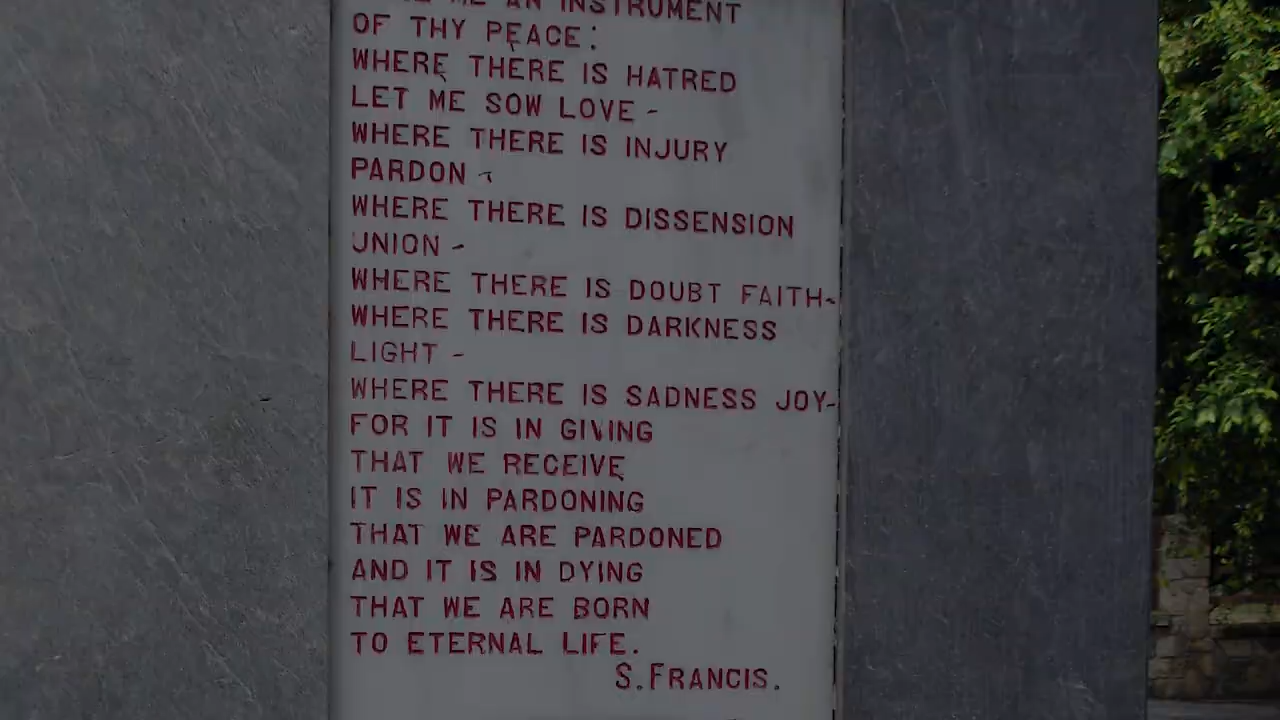 ME AN INSTRUMENT
OF THY PEACE:
WHERE THERE IS HATRED
LET ME SOW LOVE -
WHERE THERE IS INJURY
PARDON -
WHERE THERE IS DISSENSION
UNION -
WHERE THERE IS DOUBT FAITH-
WHERE THERE IS DARKNESS
LIGHT -
WHERE THERE IS SADNESS JOY-
FOR IT IS IN GIVING
THAT WE RECEIVE
IT IS IN PARDONING
THAT WE ARE PARDONED
AND IT IS IN DYING
THAT WE ARE BORN
TO ETERNAL LIFE.
S. FRANCIS.